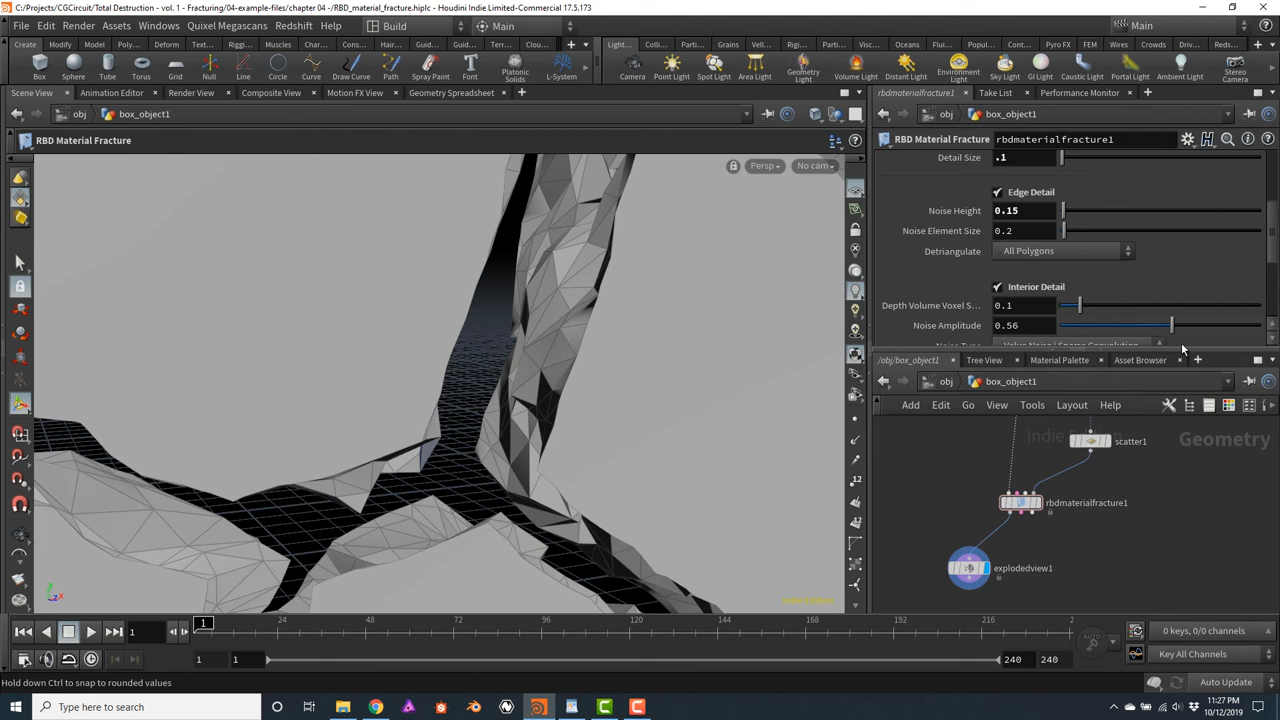 C:/Projects/CGCircuit/Total Destruction - vol. 1 - Fracturing/04-example-files/chapter 04 -/RBD_material_fracture.hiplc - Houdini Indie Limited-Commercial 17.5.173
File Edit Render Assets Windows Quixel Megascans Redshift Help Build Main Main
Create Modify Model Poly... Deform Text... Rigg... Muscles Char... Cons... Hair... Guid... Guid... Terr... Clou... Light... Colli... Parti... Grains Vell... Rigi... Parti... Visc... Oceans Flui... Popul... Cont... Pyro FX FEM Wires Crowds Driv... Reds...
Box Sphere Tube Torus Grid Null Line Circle Curve Draw Curve Path Spray Paint Font Platonic Solids L-System Camera Point Light Spot Light Area Light Geometry Light Volume Light Distant Light Environment Light Sky Light GI Light Caustic Light Portal Light Ambient Light Stereo Camera
Scene View Animation Editor Render View Composite View Motion FX View Geometry Spreadsheet
obj box_object1
RBD Material Fracture
Persp No cam
rbdmaterialfracture1 Take List Performance Monitor
obj box_object1
RBD Material Fracture rbdmaterialfracture1
Detail Size .1
Edge Detail
Noise Height 0.15
Noise Element Size 0.2
Detriangulate All Polygons
Interior Detail
Depth Volume Voxel S... 0.1
Noise Amplitude 0.56
/obj/box_object1 Tree View Material Palette Asset Browser
obj box_object1
Add Edit Go View Tools Layout Help
Indie Edition Geometry
scatter1
rbdmaterialfracture1
explodedview1
Indie Edition
1 1 24 48 72 96 120 144 168 192 216 2
0 keys, 0/0 channels
1 1 240 240
Key All Channels
Hold down Ctrl to snap to rounded values
Auto Update
Type here to search
11:27 PM
10/12/2019